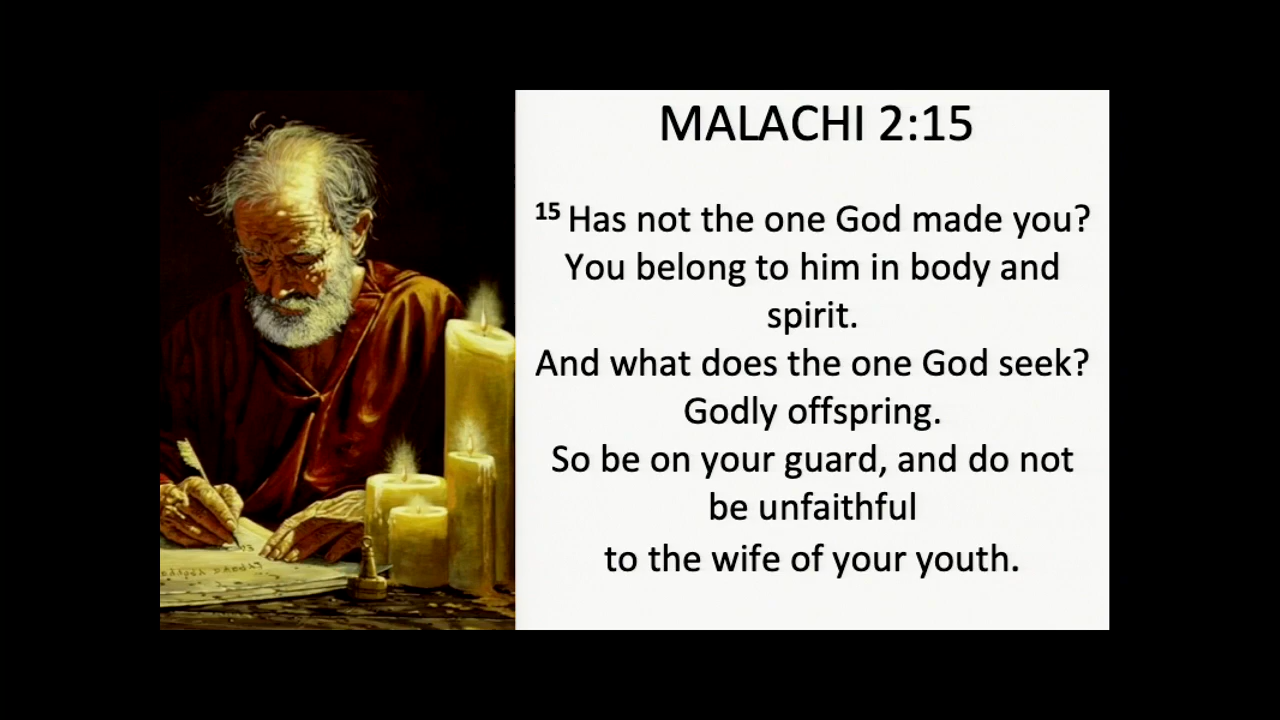 MALACHI 2:15
15 Has not the one God made you?
You belong to him in body and
spirit.
And what does the one God seek?
Godly offspring.
So be on your guard, and do not
be unfaithful
to the wife of your youth.